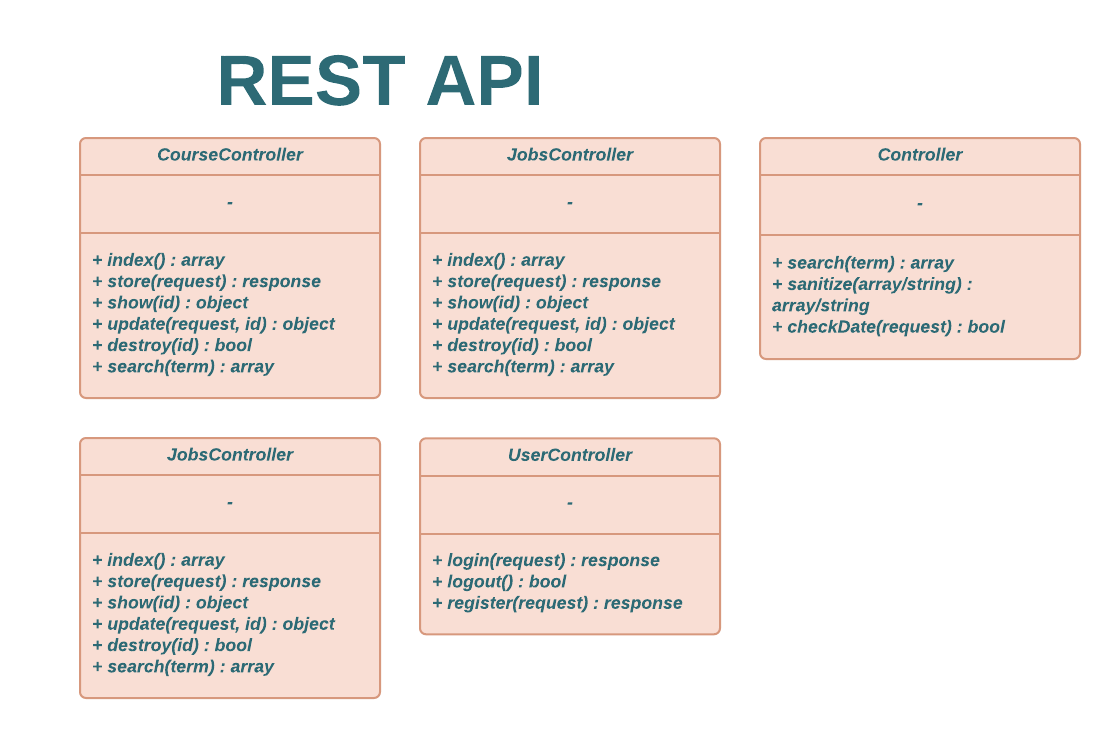 REST API
CourseController
-
+ index() : array
+ store(request) : response
+ show(id) : object
+ update(request, id) : object
+ destroy(id) : bool
+ search(term) : array
JobsController
-
+ index() : array
+ store(request) : response
+ show(id) : object
+ update(request, id) : object
+ destroy(id) : bool
+ search(term) : array
Controller
-
+ search(term) : array
+ sanitize(array/string) :
array/string
+ checkDate(request) : bool
JobsController
-
+ index() : array
+ store(request) : response
+ show(id) : object
+ update(request, id) : object
+ destroy(id) : bool
+ search(term) : array
UserController
-
+ login(request) : response
+ logout() : bool
+ register(request) : response